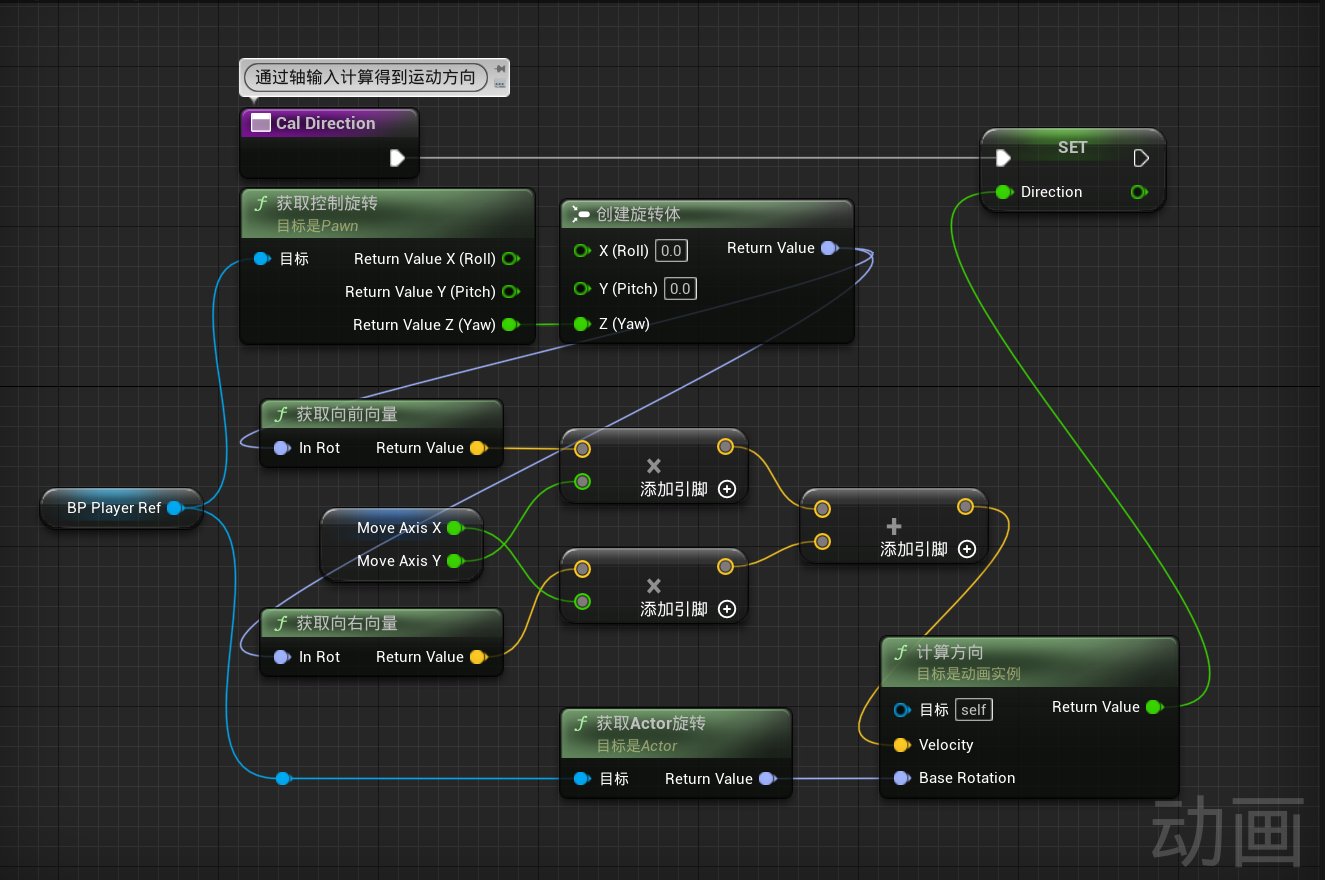 通过轴输入计算得到运动方向
Cal Direction
SET
Direction
f 获取控制旋转
目标是Pawn
目标
Return Value X (Roll)
Return Value Y (Pitch)
Return Value Z (Yaw)
创建旋转体
X (Roll) 0.0
Return Value
Y (Pitch) 0.0
Z (Yaw)
f 获取向前向量
In Rot
Return Value
添加引脚
BP Player Ref
Move Axis X
Move Axis Y
添加引脚
添加引脚
f 获取向右向量
In Rot
Return Value
f 获取Actor旋转
目标是Actor
目标
Return Value
f 计算方向
目标是动画实例
目标 self
Return Value
Velocity
Base Rotation
动画